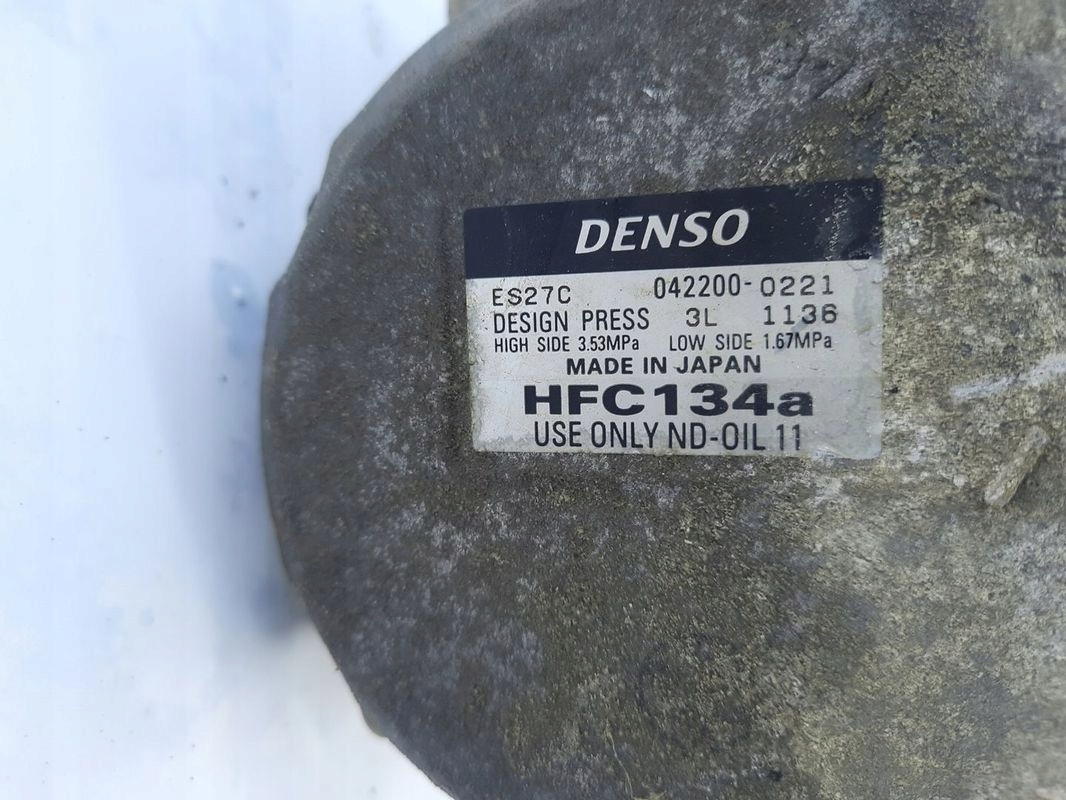 DENSO
ES27C 042200-0221
DESIGN PRESS 3L 1136
HIGH SIDE 3.53MPa LOW SIDE 1.67MPa
MADE IN JAPAN
HFC134a
USE ONLY ND-OIL 11